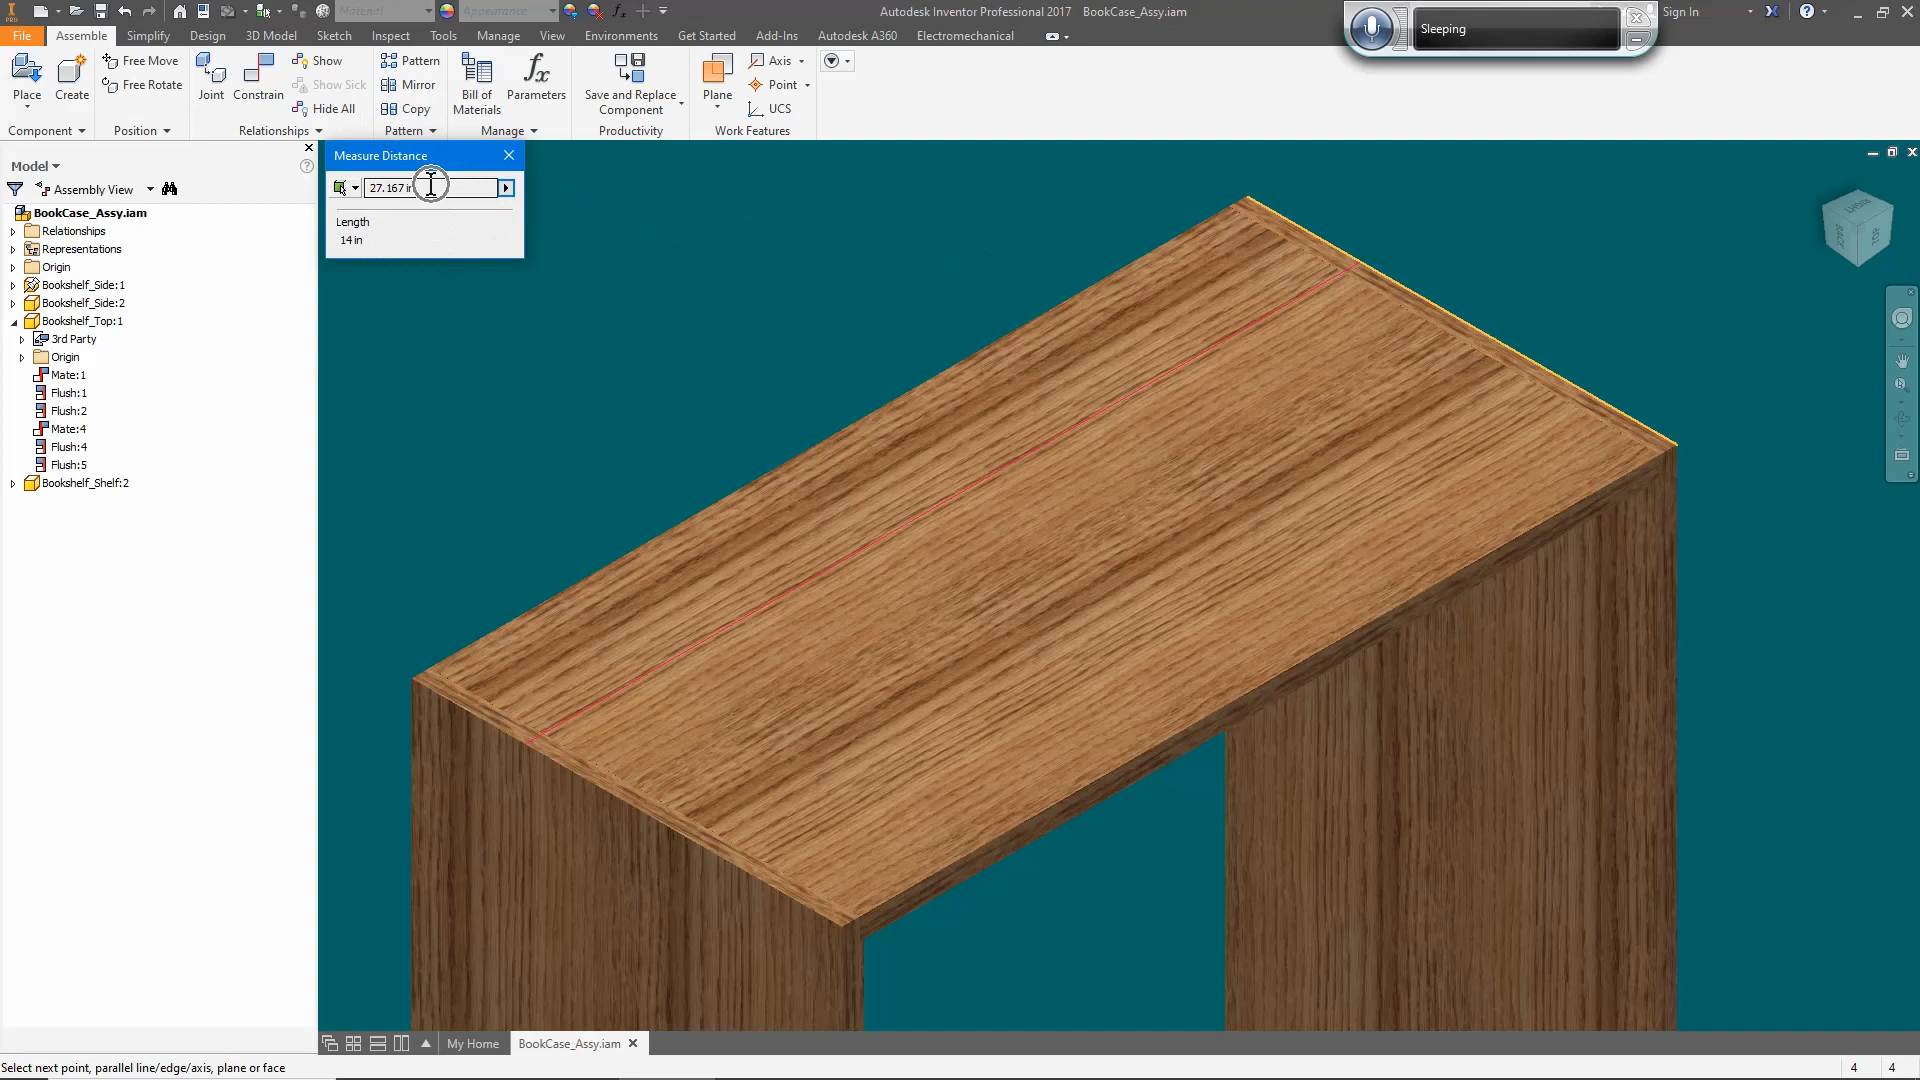 Material
Appearance
Autodesk Inventor Professional 2017 BookCase_Assy.iam
Sign In
Sleeping
PRO
File Assemble Simplify Design 3D Model Sketch Inspect Tools Manage View Environments Get Started Add-Ins Autodesk A360 Electromechanical
Place
Create
Free Move
Free Rotate
Joint
Constrain
Show
Show Sick
Hide All
Pattern
Mirror
Copy
Bill of
Materials
Parameters
Save and Replace
Component
Plane
Axis
Point
UCS
Component Position Relationships Pattern Manage Productivity Work Features
Model
Assembly View
BookCase_Assy.iam
Relationships
Representations
Origin
Bookshelf_Side:1
Bookshelf_Side:2
Bookshelf_Top:1
3rd Party
Origin
Mate:1
Flush:1
Flush:2
Mate:4
Flush:4
Flush:5
Bookshelf_Shelf:2
Measure Distance
27.167 in
Length
14 in
RIGHT
BACK
TOP
My Home BookCase_Assy.iam
Select next point, parallel line/edge/axis, plane or face
4 4